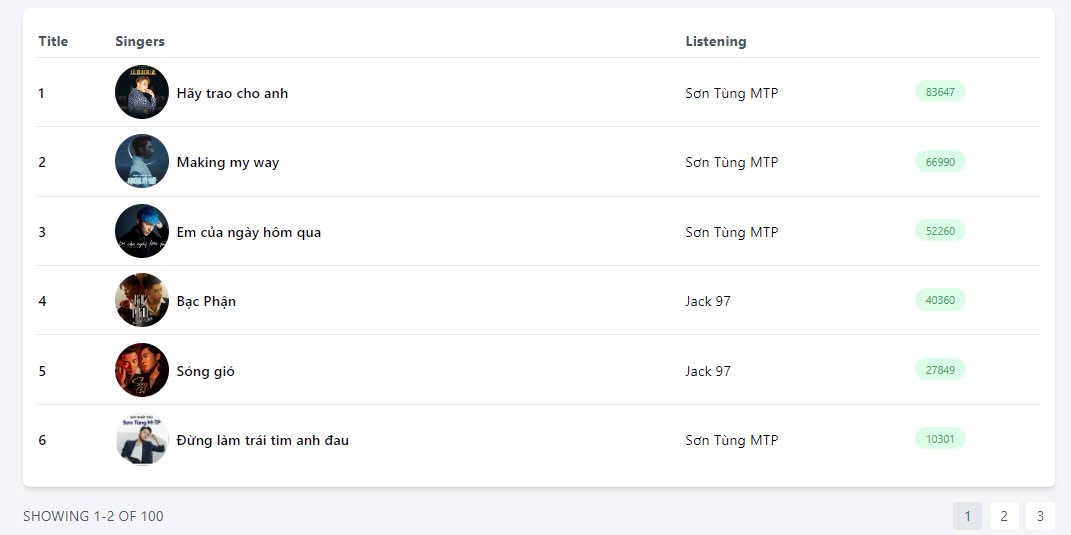 Title Singers Listening
1 Hãy trao cho anh Sơn Tùng MTP 83647
2 Making my way Sơn Tùng MTP 66990
3 Em của ngày hôm qua Sơn Tùng MTP 52260
4 Bạc Phận Jack 97 40360
5 Sóng gió Jack 97 27849
6 Đừng làm trái tim anh đau Sơn Tùng MTP 10301
SHOWING 1-2 OF 100 1 2 3